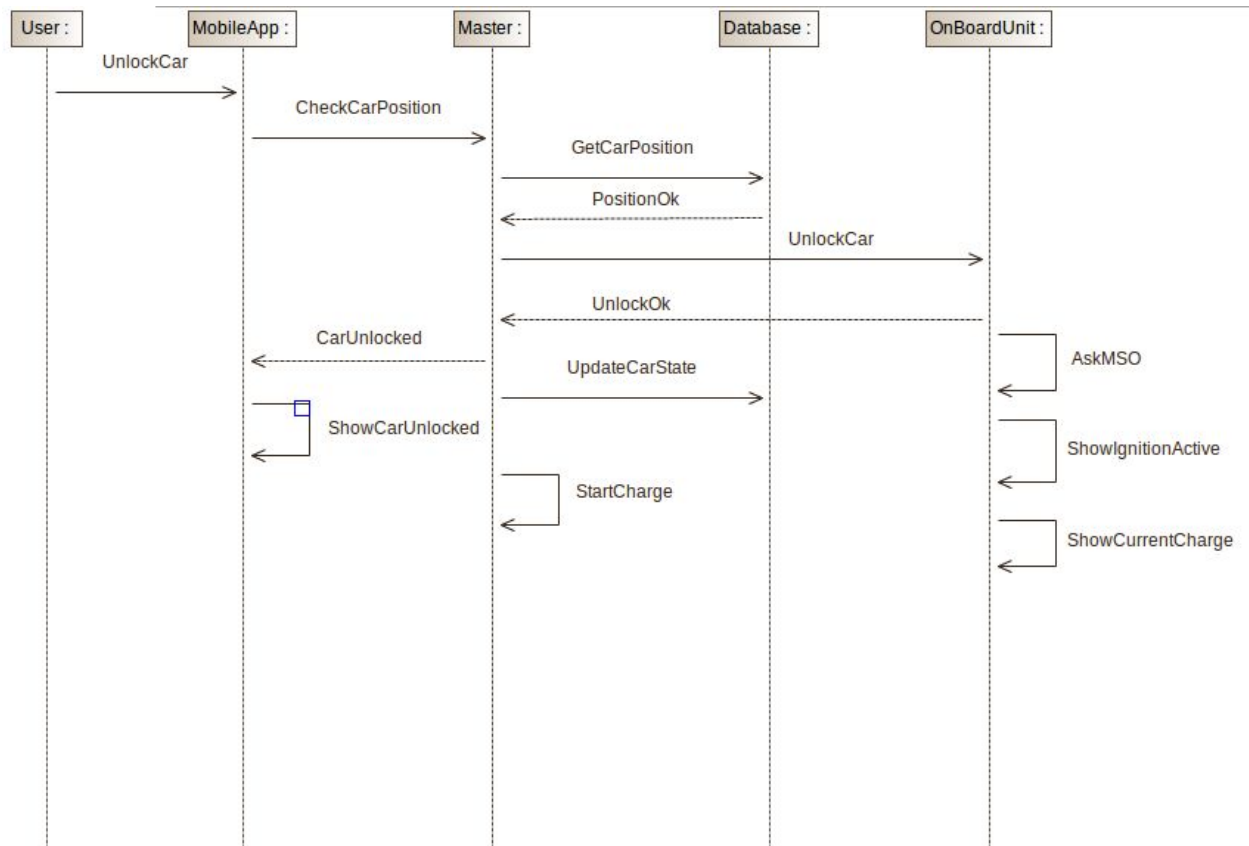 User :
MobileApp :
Master :
Database :
OnBoardUnit :
UnlockCar
CheckCarPosition
GetCarPosition
PositionOk
UnlockCar
UnlockOk
CarUnlocked
AskMSO
UpdateCarState
ShowCarUnlocked
ShowIgnitionActive
StartCharge
ShowCurrentCharge